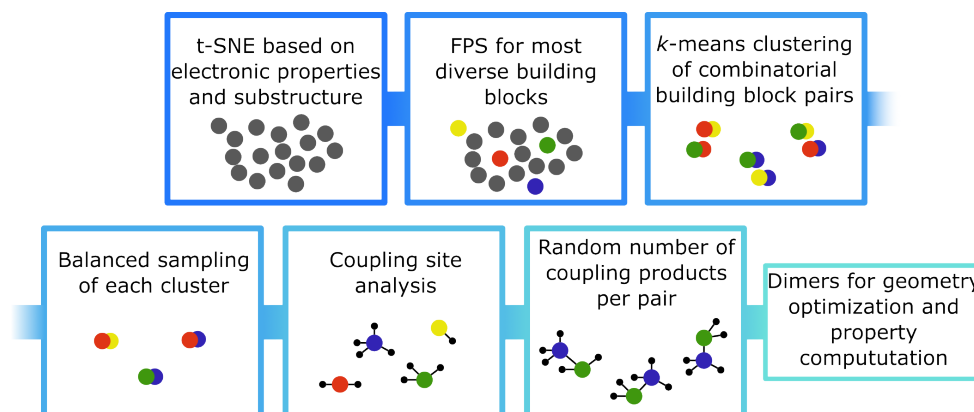 t-SNE based on
electronic properties
and substructure
FPS for most
diverse building
blocks
k-means clustering
of combinatorial
building block pairs
Balanced sampling
of each cluster
Coupling site
analysis
Random number of
coupling products
per pair
Dimers for geometry
optimization and
property
compututation